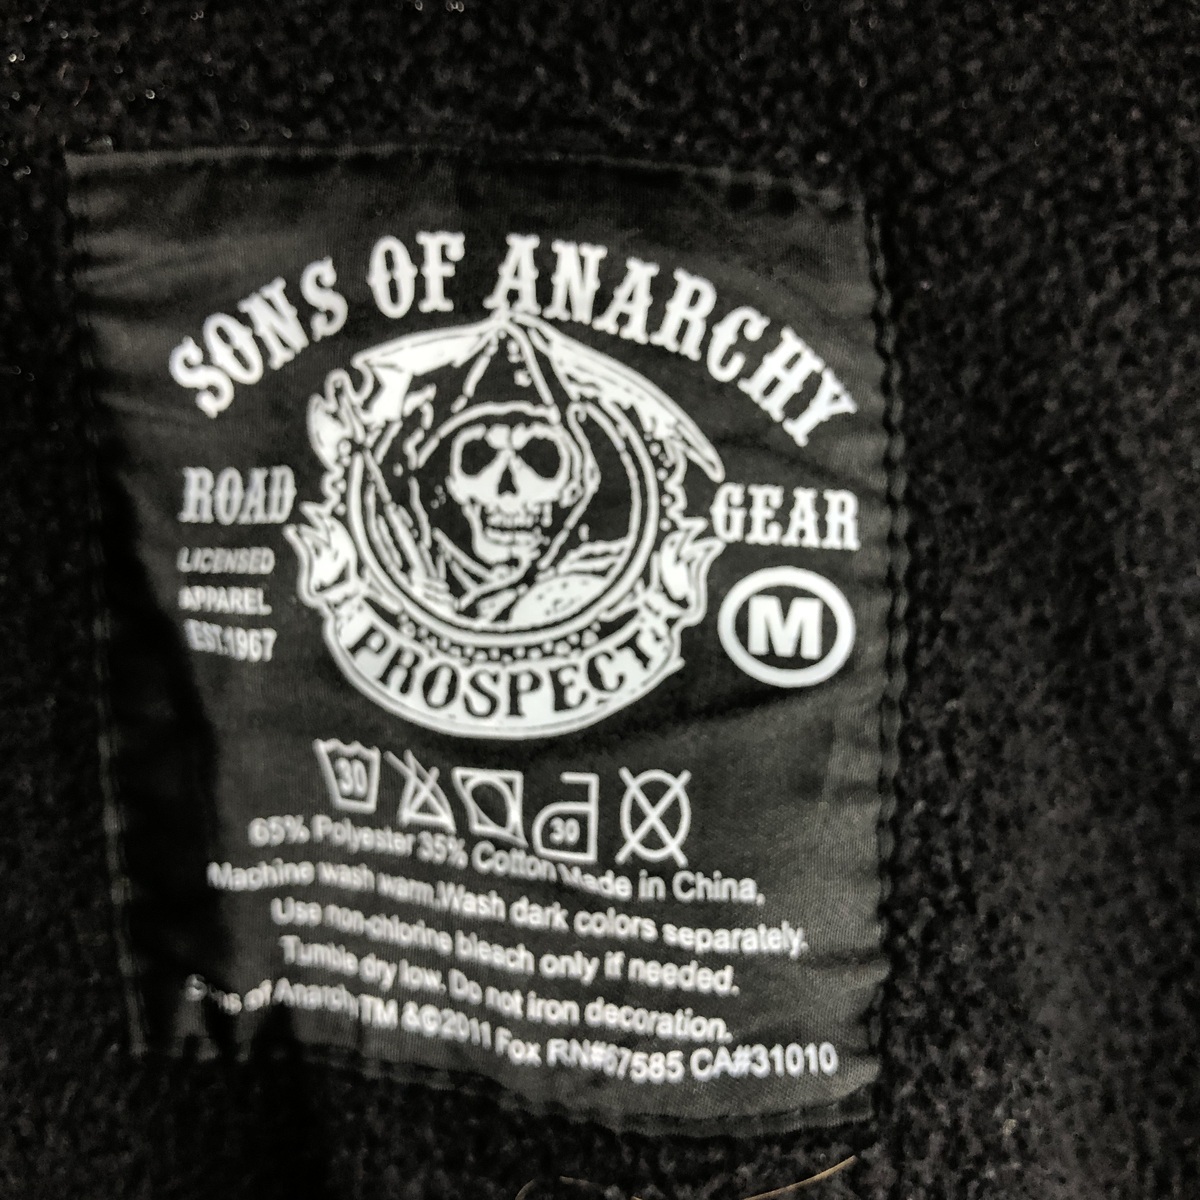 SONS OF ANARCHY
ROAD GEAR
LICENSED
APPAREL
EST.1967
M
PROSPECT
30
30
65% Polyester 35% Cotton Made in China,
Machine wash warm.Wash dark colors separately.
Use non-chlorine bleach only if needed.
Tumble dry low. Do not iron decoration.
Sons of Anarchy TM &©2011 Fox RN#67585 CA#31010